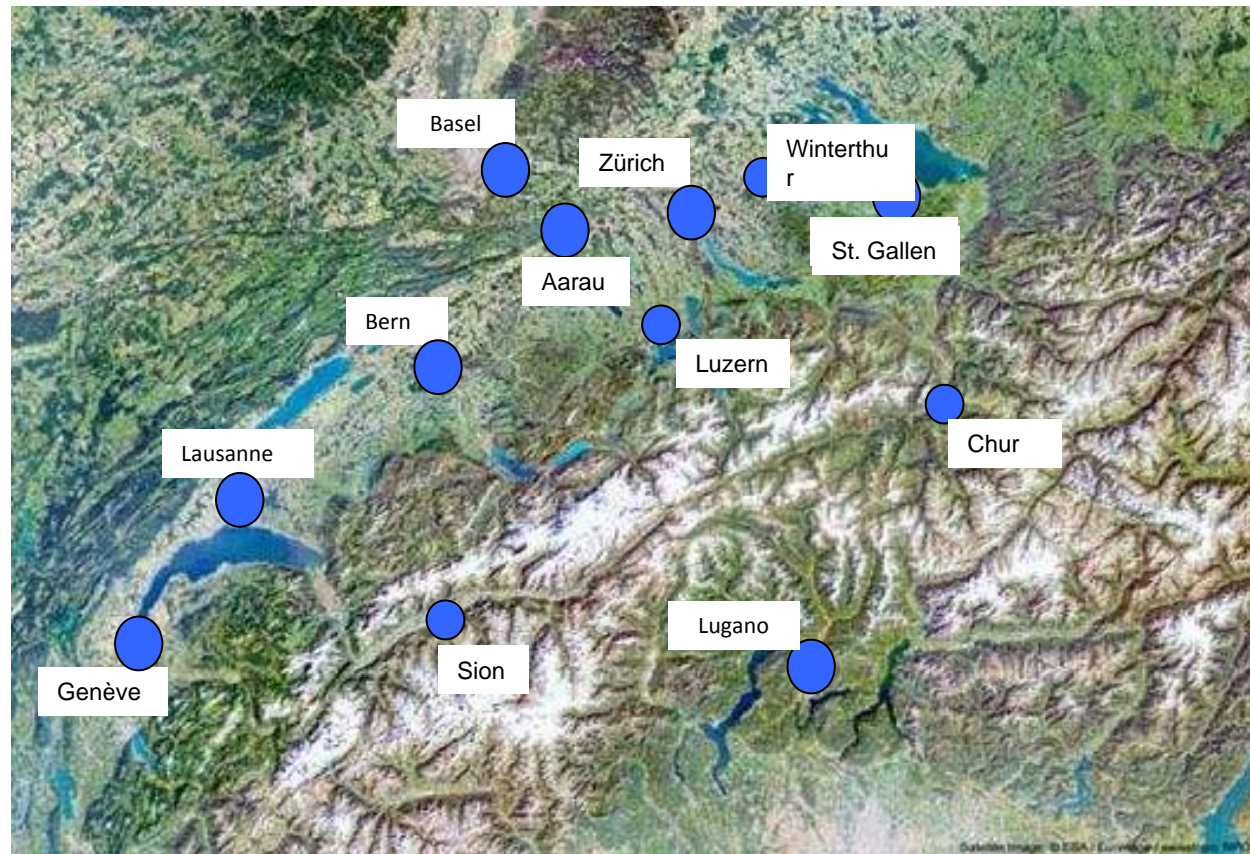 Basel
Zürich
Winterthu
r
St. Gallen
Aarau
Bern
Luzern
Chur
Lausanne
Lugano
Sion
Genève